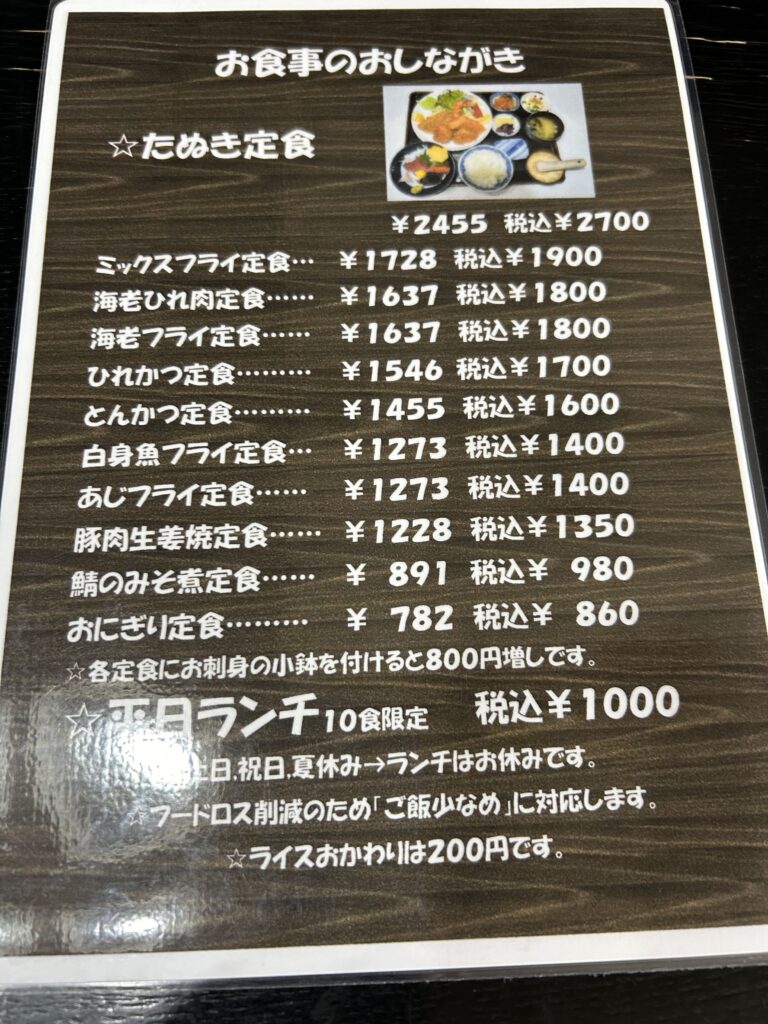 お食事のおしながき
☆たぬき定食
￥2455 税込￥2700
ミックスフライ定食… ￥1728 税込￥1900
海老ひれ肉定食…… ￥1637 税込￥1800
海老フライ定食…… ￥1637 税込￥1800
ひれかつ定食……… ￥1546 税込￥1700
とんかつ定食……… ￥1455 税込￥1600
白身魚フライ定食… ￥1273 税込￥1400
あじフライ定食…… ￥1273 税込￥1400
豚肉生姜焼定食…… ￥1228 税込￥1350
鯖のみそ煮定食…… ￥ 891 税込￥ 980
おにぎり定食……… ￥ 782 税込￥ 860
☆各定食にお刺身の小鉢を付けると800円増しです。
☆平日ランチ10食限定 税込￥1000
土日.祝日.夏休み→ランチはお休みです。
☆フードロス削減のため「ご飯少なめ」に対応します。
☆ライスおかわりは200円です。